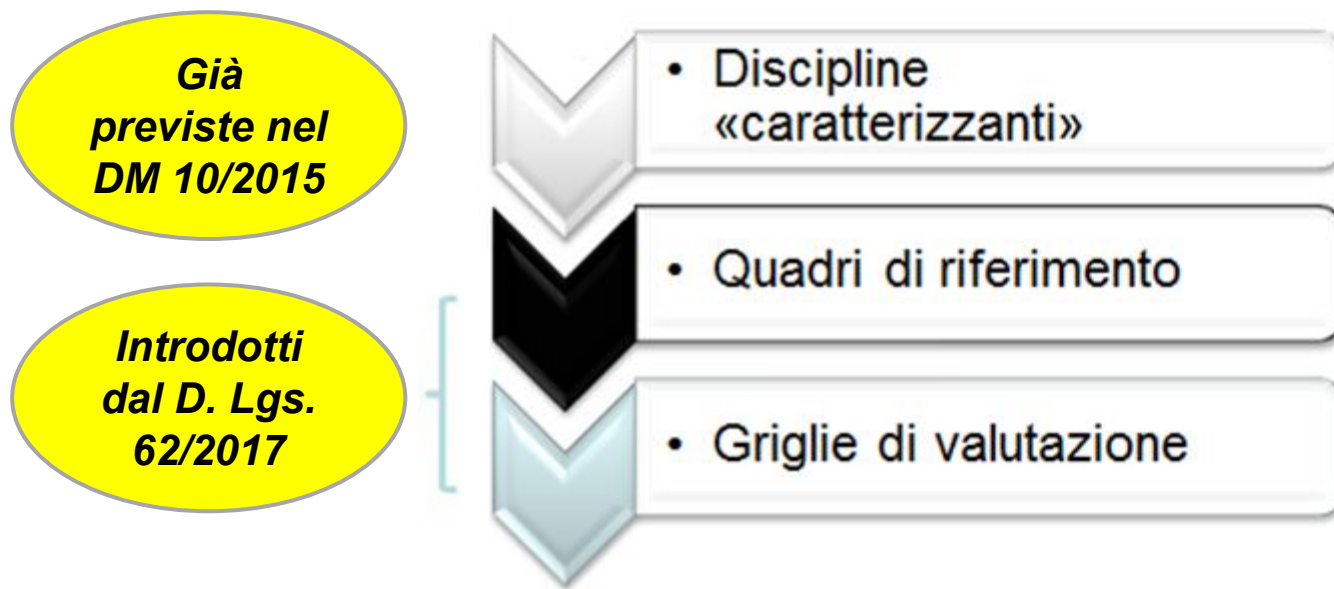 Già
previste nel
DM 10/2015
• Discipline
«caratterizzanti»
• Quadri di riferimento
Introdotti
dal D. Lgs.
62/2017
• Griglie di valutazione